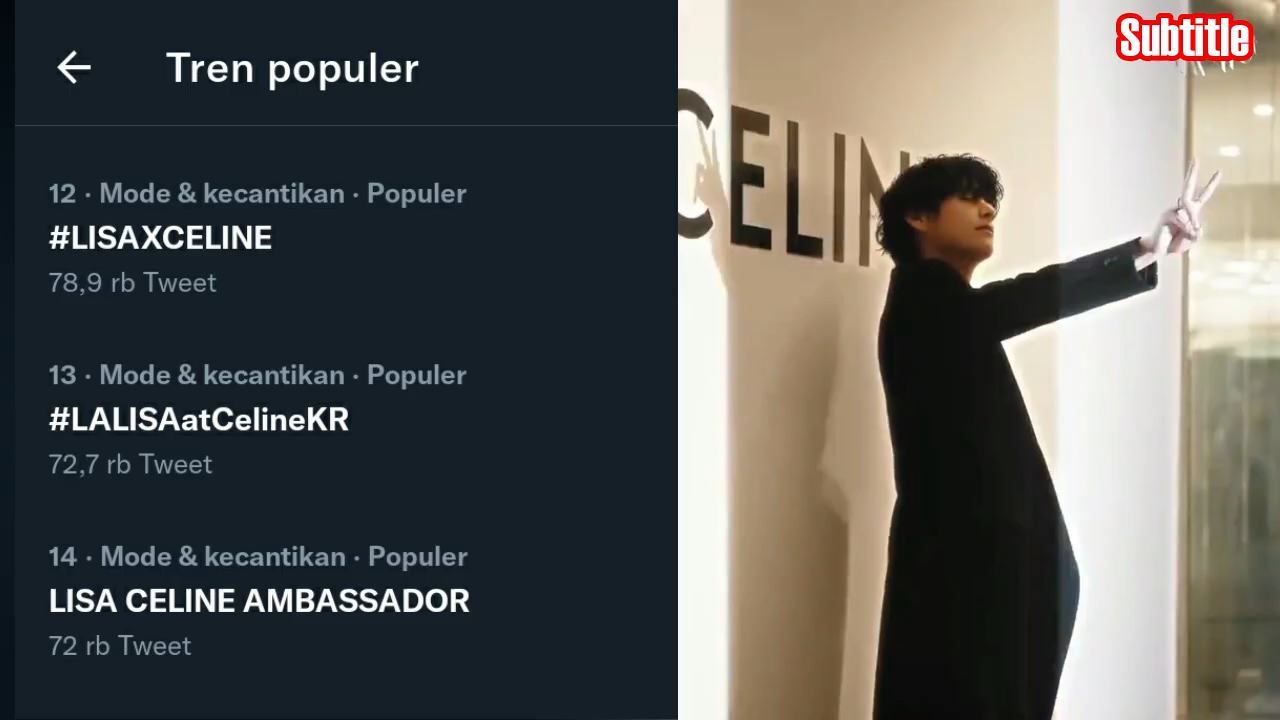 Tren populer
12 · Mode & kecantikan · Populer
#LISAXCELINE
78,9 rb Tweet
13 · Mode & kecantikan · Populer
#LALISAatCelineKR
72,7 rb Tweet
14 · Mode & kecantikan · Populer
LISA CELINE AMBASSADOR
72 rb Tweet
CELIN
Subtitle